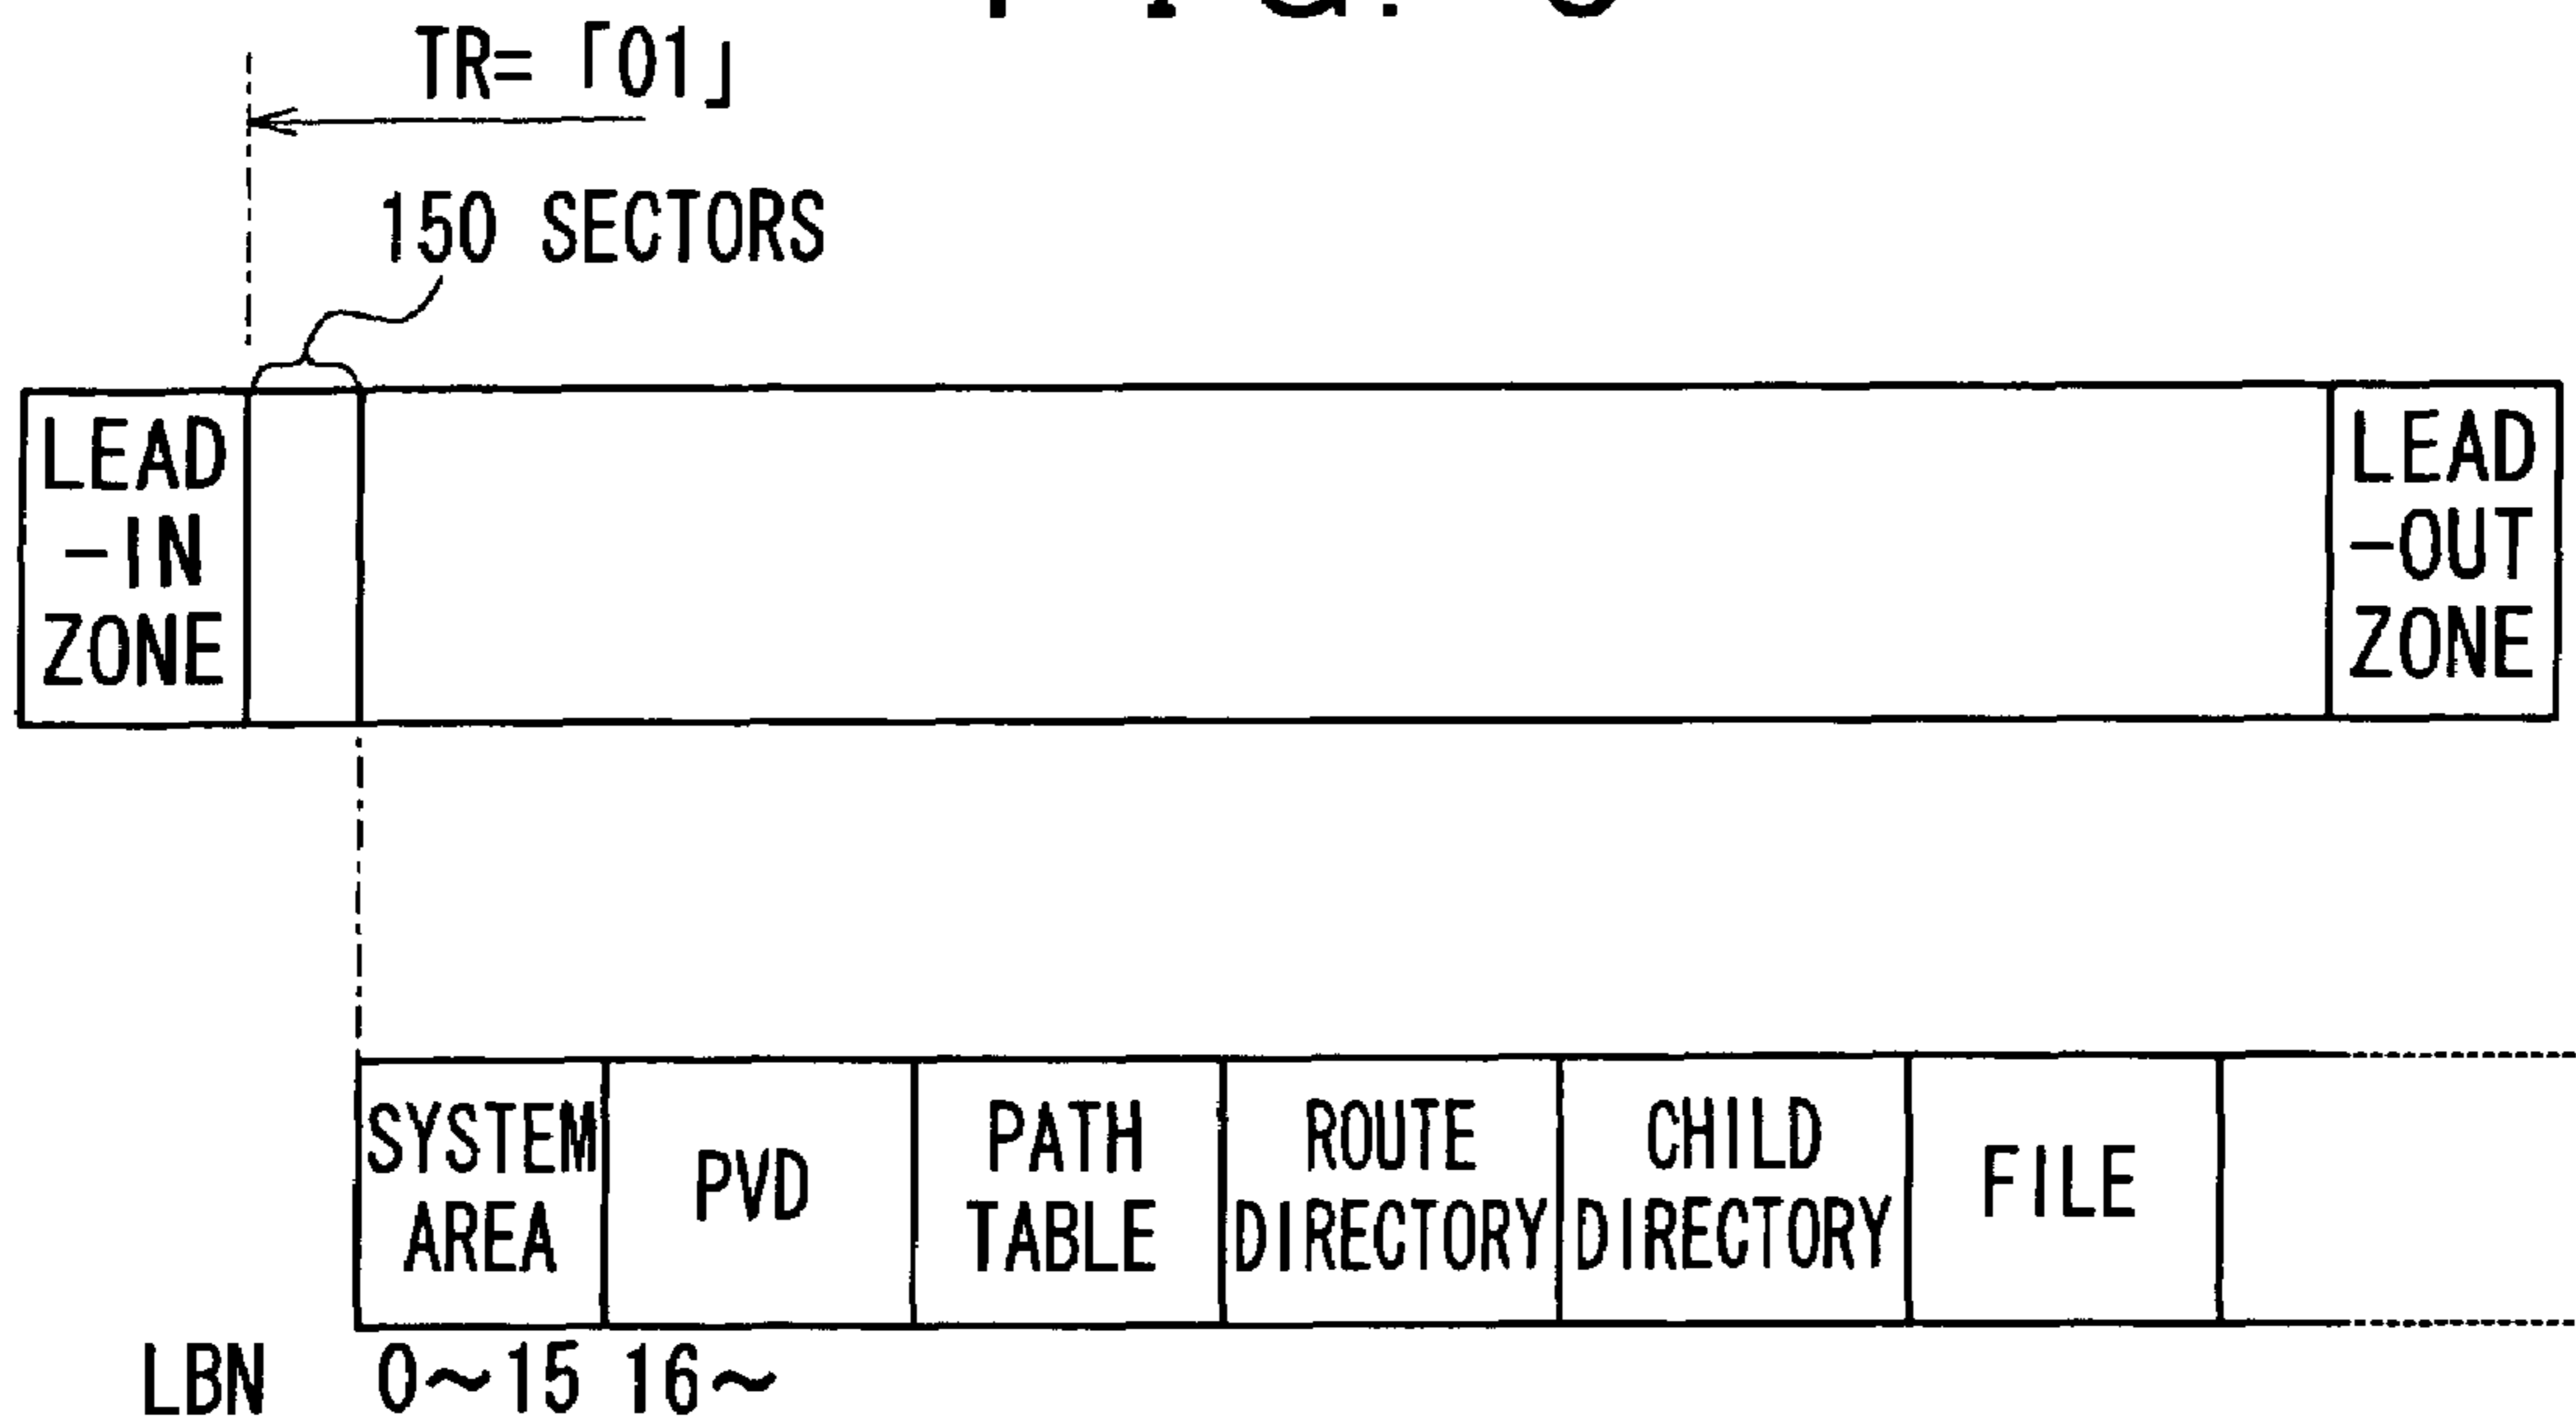 TR=「01」
150 SECTORS
LEAD
-IN
ZONE
LEAD
-OUT
ZONE
SYSTEM
AREA
PVD
PATH
TABLE
ROUTE
DIRECTORY
CHILD
DIRECTORY
FILE
LBN 0~15 16~